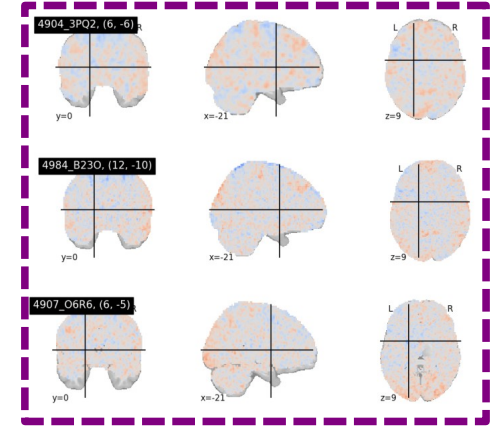 4904_3PQ2, (6, -6) R
L R
y=0 x=-21 z=9
4984_B23O, (12, -10)
L R
y=0 x=-21 z=9
4907_O6R6, (6, -5) R
L R
y=0 x=-21 z=9